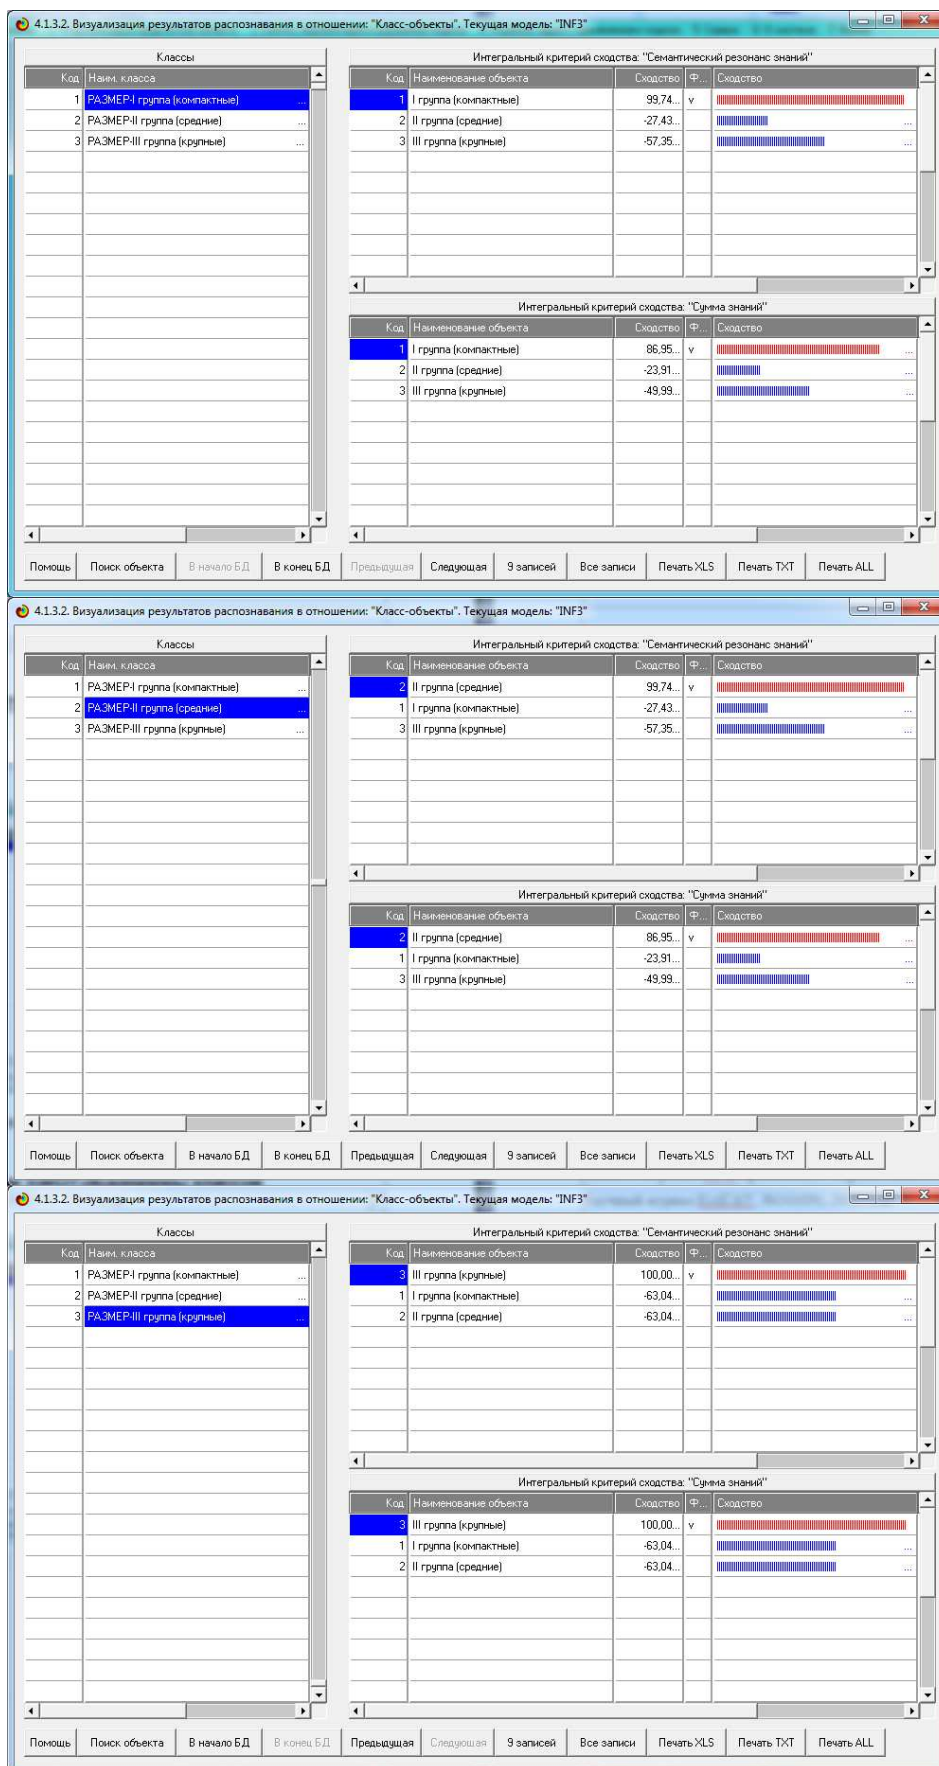 4.1.3.2. Визуализация результатов распознавания в отношении: "Класс-объекты". Текущая модель: "INF3"
Классы
Код Наим. класса
1 РАЗМЕР-I группа (компактные) ...
2 РАЗМЕР-II группа (средние) ...
3 РАЗМЕР-III группа (крупные) ...
Интегральный критерий сходства: "Семантический резонанс знаний"
Код Наименование объекта Сходство Ф... Сходство
1 I группа (компактные) 99,74... v
2 II группа (средние) -27,43... ...
3 III группа (крупные) -57,35... ...
Интегральный критерий сходства: "Сумма знаний"
Код Наименование объекта Сходство Ф... Сходство
1 I группа (компактные) 86,95... v ...
2 II группа (средние) -23,91... ...
3 III группа (крупные) -49,99... ...
Помощь Поиск объекта В начало БД В конец БД Предыдущая Следующая 9 записей Все записи Печать XLS Печать TXT Печать ALL
4.1.3.2. Визуализация результатов распознавания в отношении: "Класс-объекты". Текущая модель: "INF3"
Классы
Код Наим. класса
1 РАЗМЕР-I группа (компактные) ...
2 РАЗМЕР-II группа (средние) ...
3 РАЗМЕР-III группа (крупные) ...
Интегральный критерий сходства: "Семантический резонанс знаний"
Код Наименование объекта Сходство Ф... Сходство
2 II группа (средние) 99,74... v
1 I группа (компактные) -27,43... ...
3 III группа (крупные) -57,35... ...
Интегральный критерий сходства: "Сумма знаний"
Код Наименование объекта Сходство Ф... Сходство
2 II группа (средние) 86,95... v ...
1 I группа (компактные) -23,91... ...
3 III группа (крупные) -49,99... ...
Помощь Поиск объекта В начало БД В конец БД Предыдущая Следующая 9 записей Все записи Печать XLS Печать TXT Печать ALL
4.1.3.2. Визуализация результатов распознавания в отношении: "Класс-объекты". Текущая модель: "INF3"
Классы
Код Наим. класса
1 РАЗМЕР-I группа (компактные) ...
2 РАЗМЕР-II группа (средние) ...
3 РАЗМЕР-III группа (крупные) ...
Интегральный критерий сходства: "Семантический резонанс знаний"
Код Наименование объекта Сходство Ф... Сходство
3 III группа (крупные) 100,00... v
1 I группа (компактные) -63,04... ...
2 II группа (средние) -63,04... ...
Интегральный критерий сходства: "Сумма знаний"
Код Наименование объекта Сходство Ф... Сходство
3 III группа (крупные) 100,00... v
1 I группа (компактные) -63,04... ...
2 II группа (средние) -63,04... ...
Помощь Поиск объекта В начало БД В конец БД Предыдущая Следующая 9 записей Все записи Печать XLS Печать TXT Печать ALL